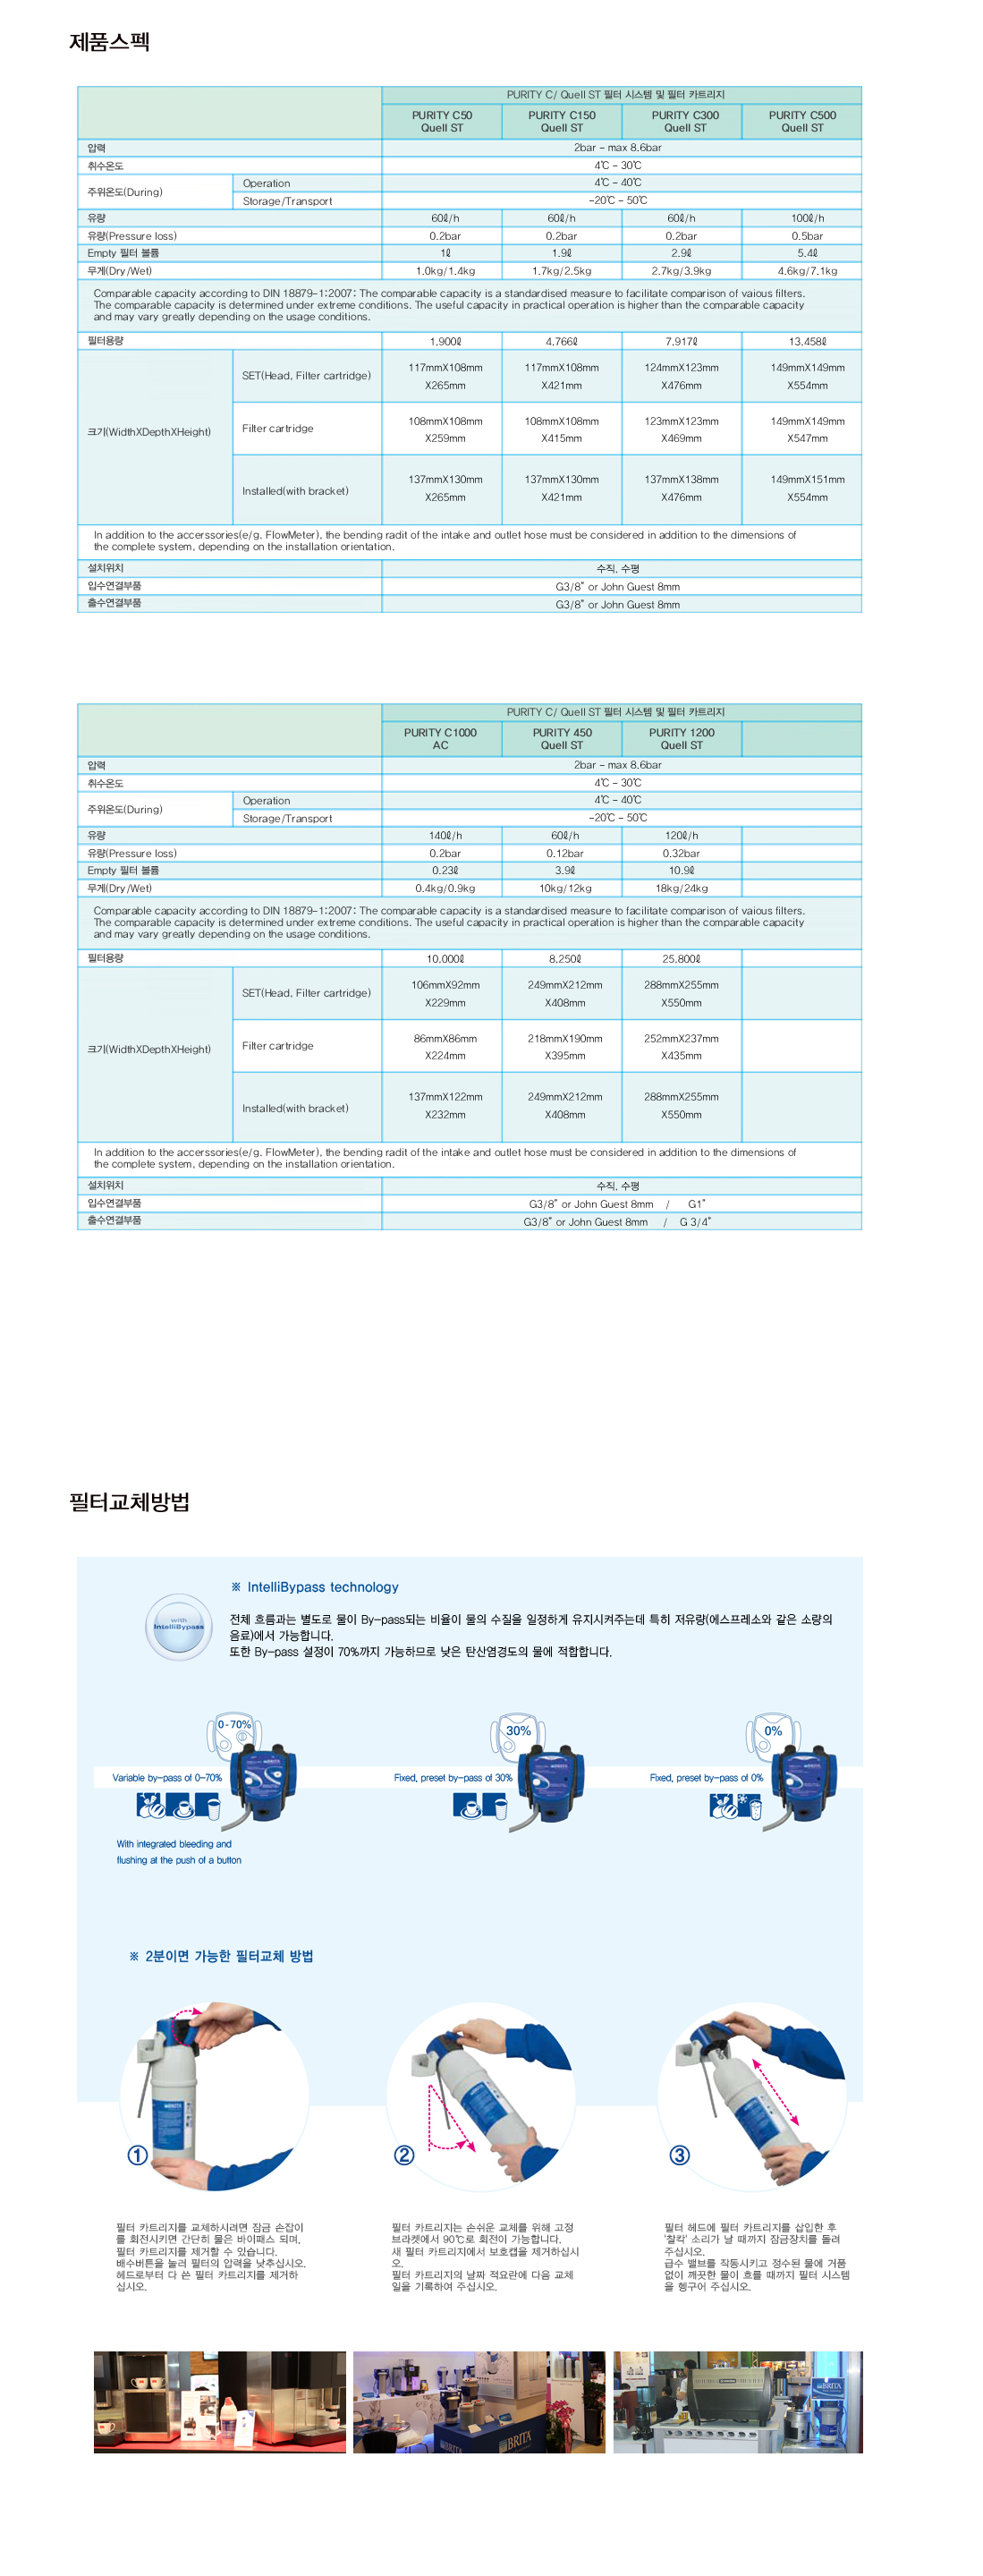 제품스펙
PURITY C/ Quell ST 필터 시스템 및 필터 카트리지
PURITY C50 PURITY C150 PURITY C300 PURITY C500
Quell ST Quell ST Quell ST Quell ST
압력 2bar - max 8.6bar
취수온도 4℃ - 30℃
주위온도(During) Operation 4℃ - 40℃
Storage/Transport -20℃ - 50℃
유량 60ℓ/h 60ℓ/h 60ℓ/h 100ℓ/h
유량(Pressure loss) 0.2bar 0.2bar 0.2bar 0.5bar
Empty 필터 볼륨 1ℓ 1.9ℓ 2.9ℓ 5.4ℓ
무게(Dry/Wet) 1.0kg/1.4kg 1.7kg/2.5kg 2.7kg/3.9kg 4.6kg/7.1kg
Comparable capacity according to DIN 18879-1:2007: The comparable capacity is a standardised measure to facilitate comparison of vaious filters.
The comparable capacity is determined under extreme conditions. The useful capacity in practical operation is higher than the comparable capacity
and may vary greatly depending on the usage conditions.
필터용량 1,900ℓ 4,766ℓ 7,917ℓ 13,458ℓ
크기(WidthXDepthXHeight)
SET(Head, Filter cartridge) 117mmX108mm 117mmX108mm 124mmX123mm 149mmX149mm
X265mm X421mm X476mm X554mm
Filter cartridge 108mmX108mm 108mmX108mm 123mmX123mm 149mmX149mm
X259mm X415mm X469mm X547mm
Installed(with bracket) 137mmX130mm 137mmX130mm 137mmX138mm 149mmX151mm
X265mm X421mm X476mm X554mm
In addition to the accerssories(e/g. FlowMeter), the bending radit of the intake and outlet hose must be considered in addition to the dimensions of
the complete system, depending on the installation orientation.
설치위치 수직, 수평
입수연결부품 G3/8" or John Guest 8mm
출수연결부품 G3/8" or John Guest 8mm
PURITY C/ Quell ST 필터 시스템 및 필터 카트리지
PURITY C1000 PURITY 450 PURITY 1200
AC Quell ST Quell ST
압력 2bar - max 8.6bar
취수온도 4℃ - 30℃
주위온도(During) Operation 4℃ - 40℃
Storage/Transport -20℃ - 50℃
유량 140ℓ/h 60ℓ/h 120ℓ/h
유량(Pressure loss) 0.2bar 0.12bar 0.32bar
Empty 필터 볼륨 0.23ℓ 3.9ℓ 10.9ℓ
무게(Dry/Wet) 0.4kg/0.9kg 10kg/12kg 18kg/24kg
Comparable capacity according to DIN 18879-1:2007: The comparable capacity is a standardised measure to facilitate comparison of vaious filters.
The comparable capacity is determined under extreme conditions. The useful capacity in practical operation is higher than the comparable capacity
and may vary greatly depending on the usage conditions.
필터용량 10,000ℓ 8,250ℓ 25,800ℓ
크기(WidthXDepthXHeight)
SET(Head, Filter cartridge) 106mmX92mm 249mmX212mm 288mmX255mm
X229mm X408mm X550mm
Filter cartridge 86mmX86mm 218mmX190mm 252mmX237mm
X224mm X395mm X435mm
Installed(with bracket) 137mmX122mm 249mmX212mm 288mmX255mm
X232mm X408mm X550mm
In addition to the accerssories(e/g. FlowMeter), the bending radit of the intake and outlet hose must be considered in addition to the dimensions of
the complete system, depending on the installation orientation.
설치위치 수직, 수평
입수연결부품 G3/8" or John Guest 8mm / G1"
출수연결부품 G3/8" or John Guest 8mm / G 3/4"
필터교체방법
※ IntelliBypass technology
with
IntelliBypass
전체 흐름과는 별도로 물이 By-pass되는 비율이 물의 수질을 일정하게 유지시켜주는데 특히 저유량(에스프레소와 같은 소량의
음료)에서 가능합니다.
또한 By-pass 설정이 70%까지 가능하므로 낮은 탄산염경도의 물에 적합합니다.
0-70% 30% 0%
Variable by-pass of 0-70% Fixed, preset by-pass of 30% Fixed, preset by-pass of 0%
With integrated bleeding and
flushing at the push of a button
※ 2분이면 가능한 필터교체 방법
① ② ③
필터 카트리지를 교체하시려면 잠금 손잡이
를 회전시키면 간단히 물은 바이패스 되며,
필터 카트리지를 제거할 수 있습니다.
배수버튼을 눌러 필터의 압력을 낮추십시오.
헤드로부터 다 쓴 필터 카트리지를 제거하
십시오.
필터 카트리지는 손쉬운 교체를 위해 고정
브라켓에서 90℃로 회전이 가능합니다.
새 필터 카트리지에서 보호캡을 제거하십시
오.
필터 카트리지의 날짜 적요란에 다음 교체
일을 기록하여 주십시오.
필터 헤드에 필터 카트리지를 삽입한 후
'찰칵' 소리가 날 때까지 잠금장치를 돌려
주십시오.
급수 밸브를 작동시키고 정수된 물에 거품
없이 깨끗한 물이 흐를 때까지 필터 시스템
을 헹구어 주십시오.
BRITA BRITA
BRITA